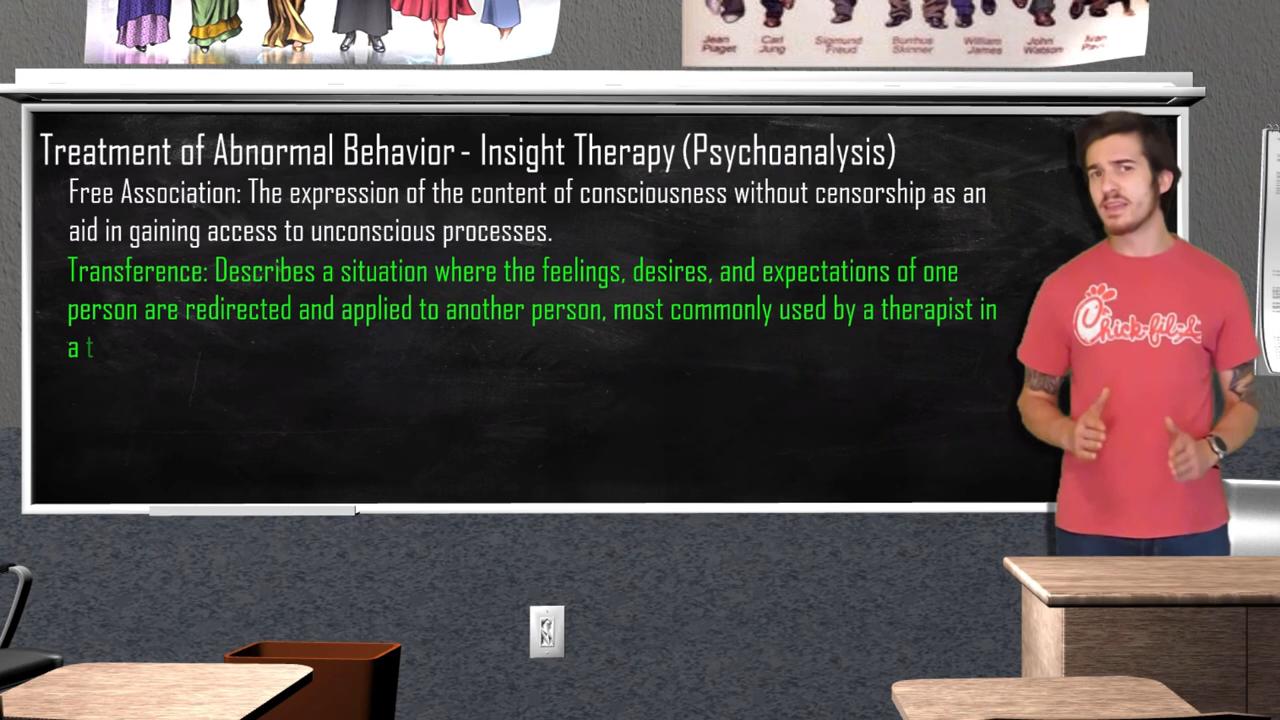 Jean Carl Sigmund Burrhus William John Ivan
Piaget Jung Freud Skinner James Watson
Treatment of Abnormal Behavior - Insight Therapy (Psychoanalysis)
Free Association: The expression of the content of consciousness without censorship as an
aid in gaining access to unconscious processes.
Transference: Describes a situation where the feelings, desires, and expectations of one
person are redirected and applied to another person, most commonly used by a therapist in
a t
Chick-fil-A